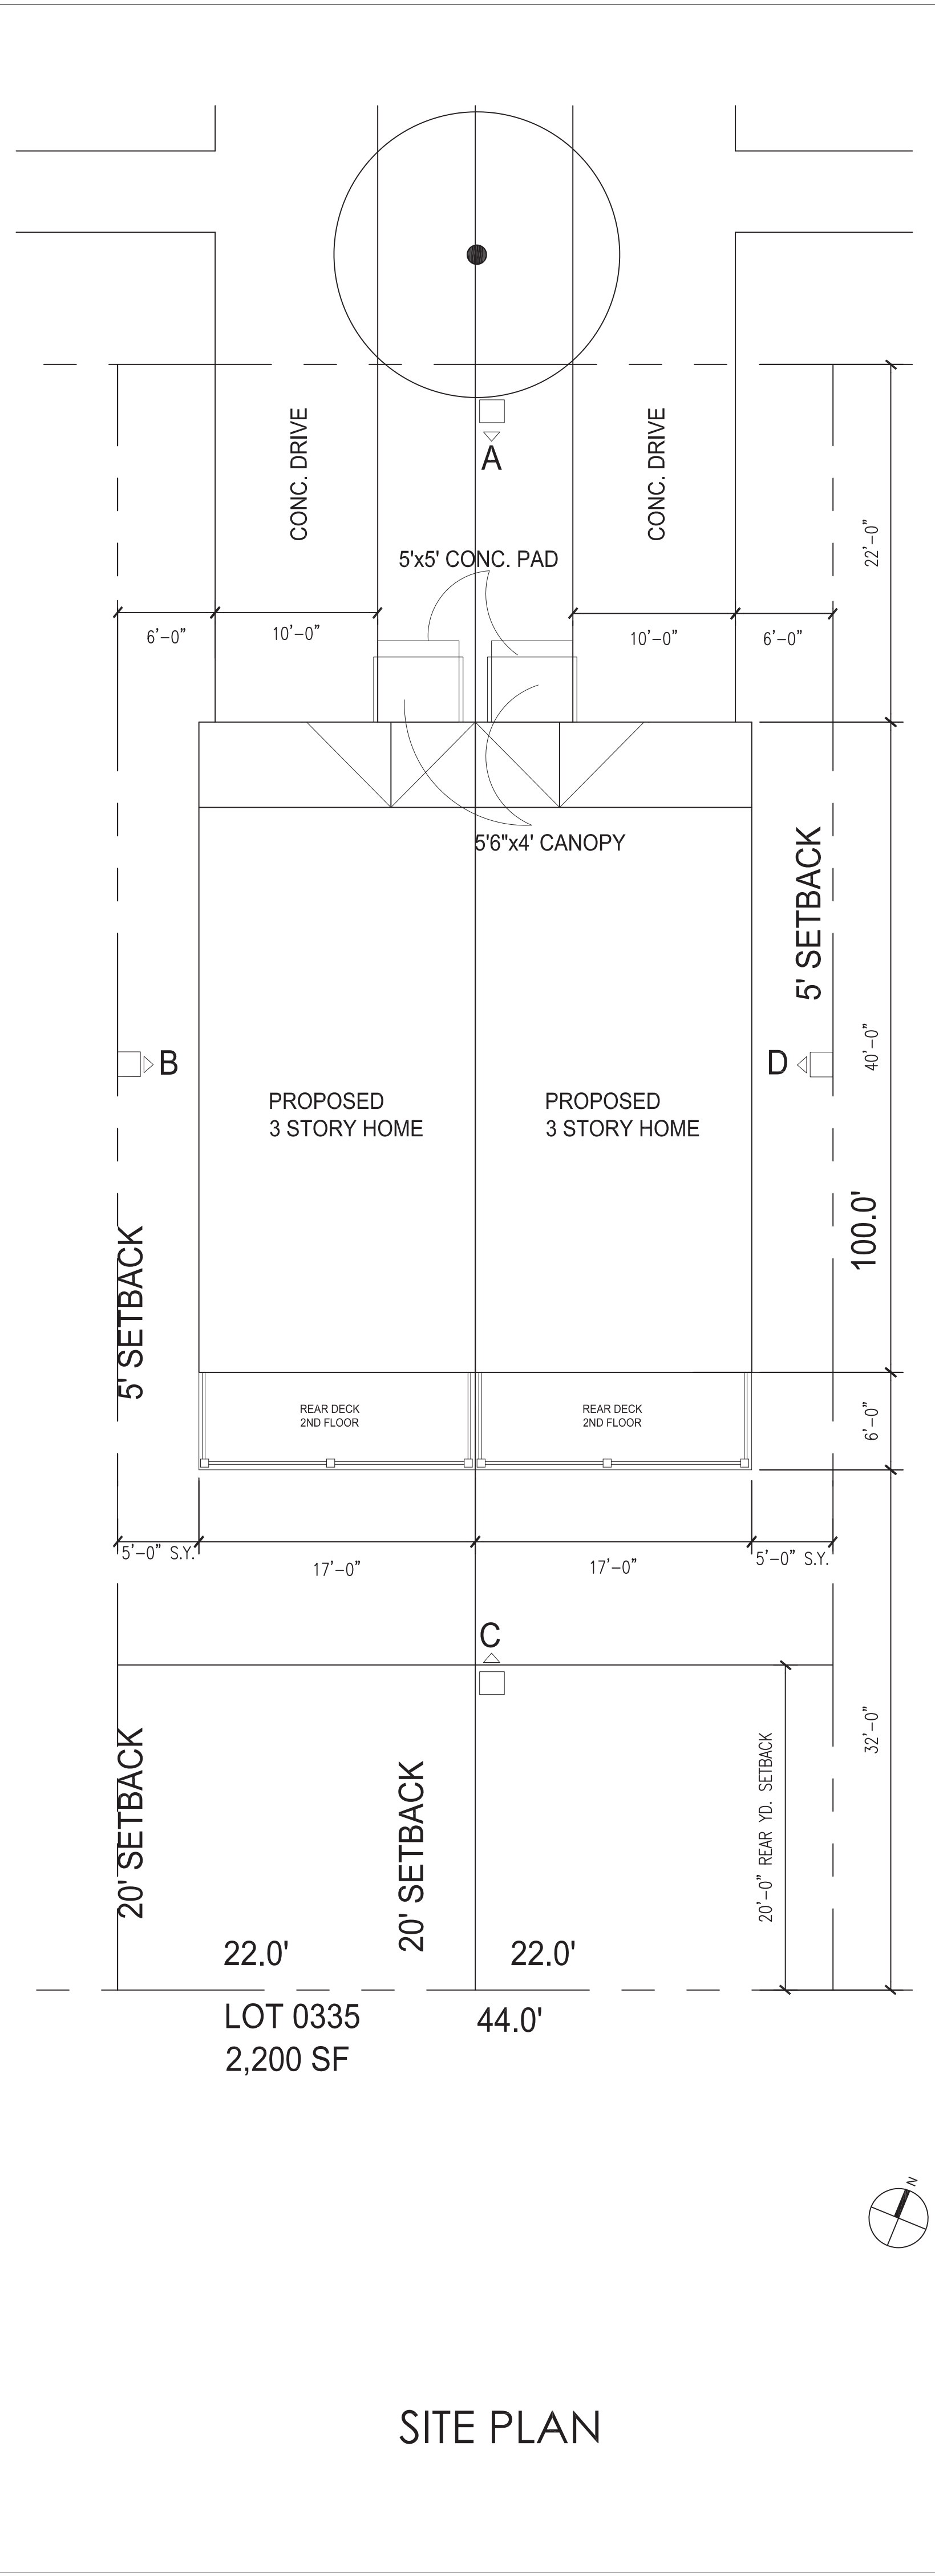 CONC. DRIVE
CONC. DRIVE
A
22'-0"
5'x5' CONC. PAD
6'-0"
10'-0"
10'-0"
6'-0"
5'6"x4' CANOPY
5' SETBACK
40'-0"
B
D
PROPOSED
3 STORY HOME
PROPOSED
3 STORY HOME
100.0'
5' SETBACK
REAR DECK
2ND FLOOR
REAR DECK
2ND FLOOR
6'-0"
5'-0" S.Y.
17'-0"
17'-0"
5'-0" S.Y.
C
32'-0"
20' SETBACK
20' SETBACK
20'-0" REAR YD. SETBACK
22.0'
22.0'
LOT 0335
2,200 SF
44.0'
N
SITE PLAN